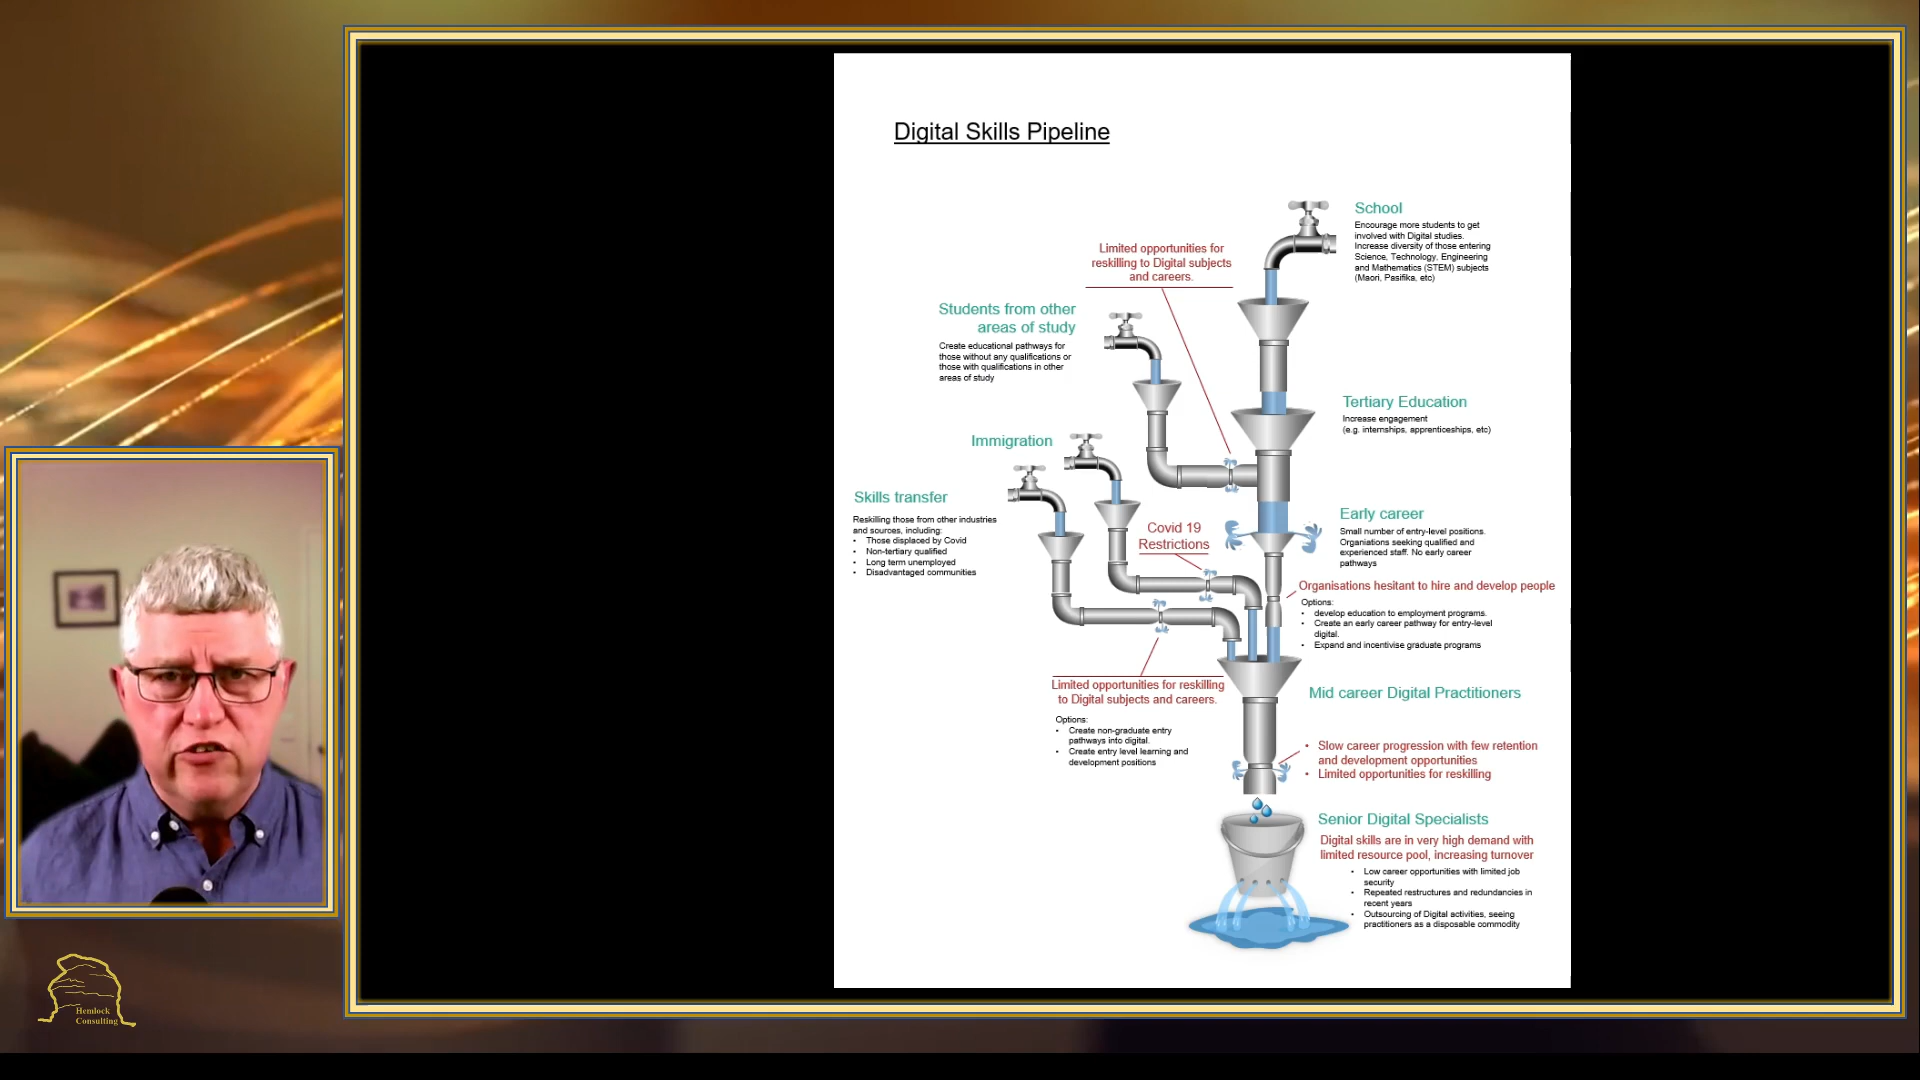 Digital Skills Pipeline
School
Encourage more students to get
involved with Digital studies.
Increase diversity of those entering
Science, Technology, Engineering
and Mathematics (STEM) subjects
(Maori, Pasifika, etc)
Limited opportunities for
reskilling to Digital subjects
and careers.
Students from other
areas of study
Create educational pathways for
those without any qualifications or
those with qualifications in other
areas of study
Tertiary Education
Increase engagement
(e.g. internships, apprenticeships, etc)
Immigration
Skills transfer
Reskilling those from other industries
and sources, including:
• Those displaced by Covid
• Non-tertiary qualified
• Long term unemployed
• Disadvantaged communities
Covid 19
Restrictions
Early career
Small number of entry-level positions.
Organiations seeking qualified and
experienced staff. No early career
pathways
Organisations hesitant to hire and develop people
Options:
• develop education to employment programs.
• Create an early career pathway for entry-level
digital.
• Expand and incentivise graduate programs
Limited opportunities for reskilling
to Digital subjects and careers.
Options:
• Create non-graduate entry
pathways into digital.
• Create entry level learning and
development positions
Mid career Digital Practitioners
• Slow career progression with few retention
and development opportunities
• Limited opportunities for reskilling
Senior Digital Specialists
Digital skills are in very high demand with
limited resource pool, increasing turnover
• Low career opportunities with limited job
security
• Repeated restructures and redundancies in
recent years
• Outsourcing of Digital activities, seeing
practitioners as a disposable commodity
Hemlock
Consulting